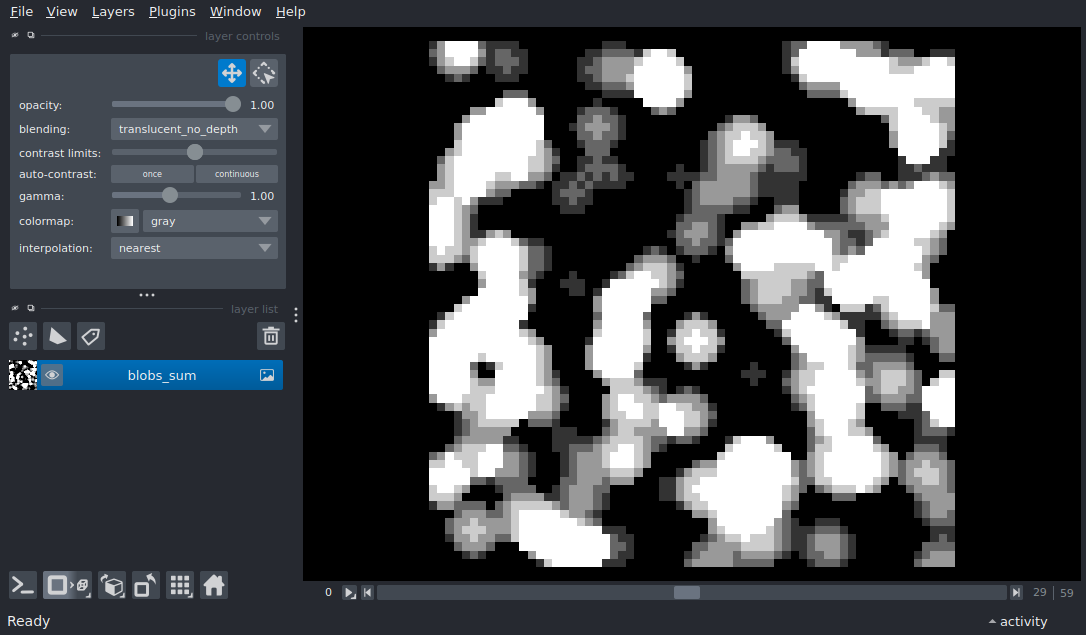 File View Layers Plugins Window Help
layer controls
opacity: 1.00
blending: translucent_no_depth
contrast limits:
auto-contrast: once continuous
gamma: 1.00
colormap: gray
interpolation: nearest
layer list
blobs_sum
0 29 59
Ready activity